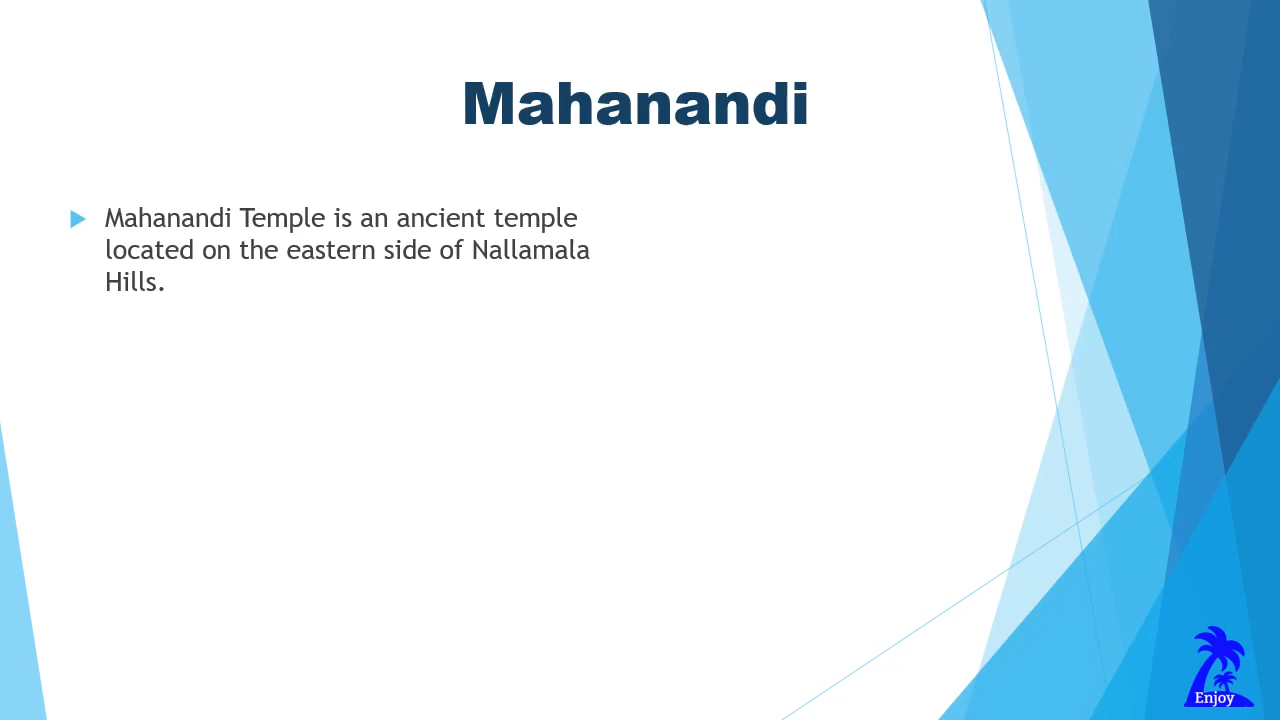 Mahanandi
Mahanandi Temple is an ancient temple
located on the eastern side of Nallamala
Hills.
Enjoy